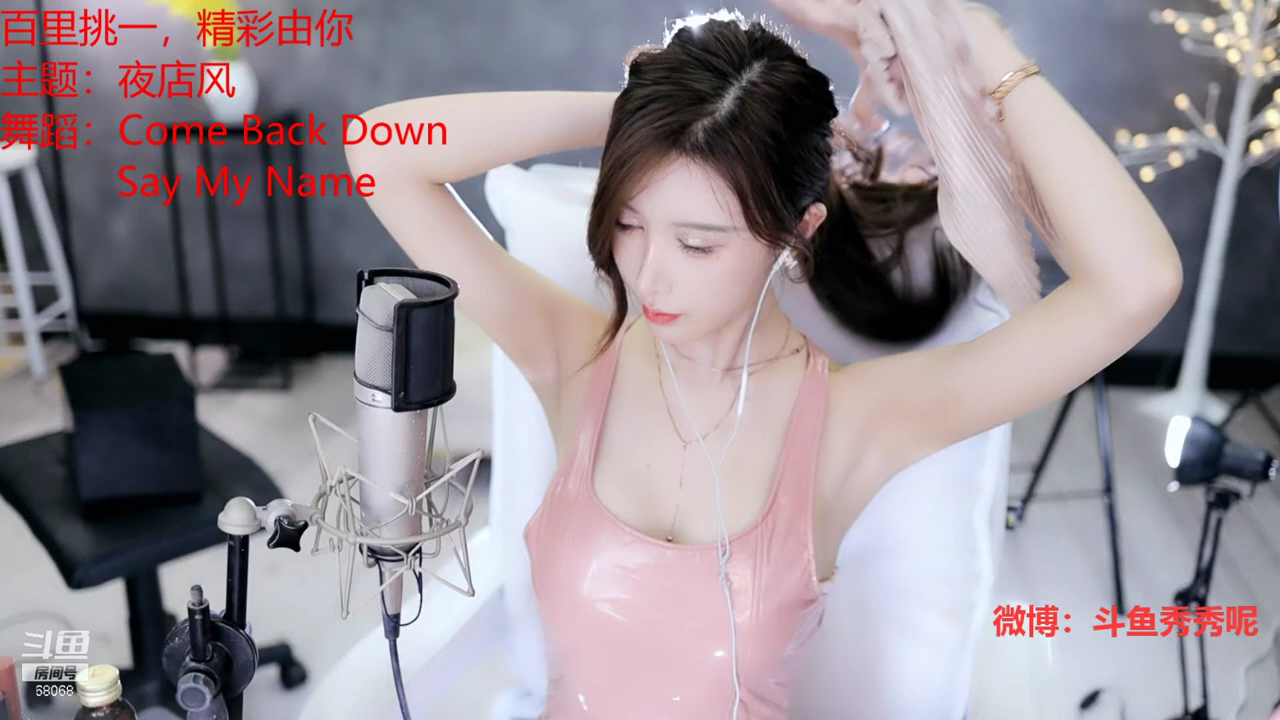 百里挑一，精彩由你
主题：夜店风
舞蹈：Come Back Down
Say My Name
微博：斗鱼秀秀呢
斗鱼
房间号
68068